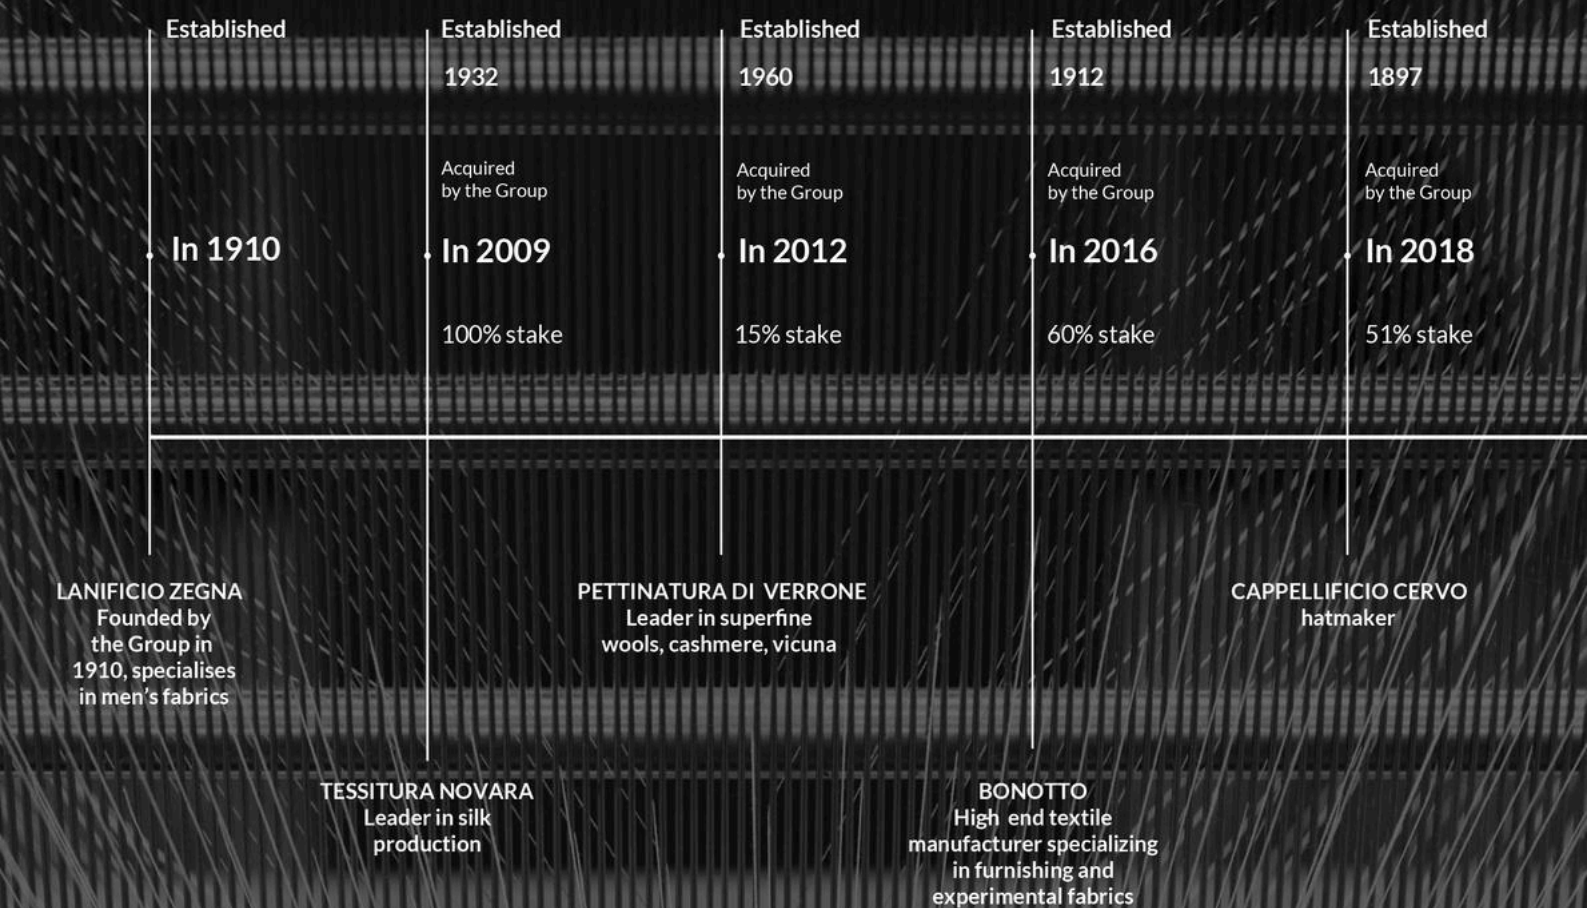 Established
In 1910
LANIFICIO ZEGNA
Founded by
the Group in
1910, specialises
in men's fabrics
Established
1932
Acquired
by the Group
In 2009
100% stake
TESSITURA NOVARA
Leader in silk
production
Established
1960
Acquired
by the Group
In 2012
15% stake
PETTINATURA DI VERRONE
Leader in superfine
wools, cashmere, vicuna
Established
1912
Acquired
by the Group
In 2016
60% stake
BONOTTO
High end textile
manufacturer specializing
in furnishing and
experimental fabrics
Established
1897
Acquired
by the Group
In 2018
51% stake
CAPPELLIFICIO CERVO
hatmaker